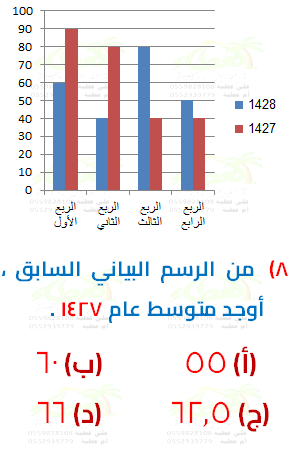 100
90
80
70
60
50
40
30
20
10
0
الربع الأول
الربع الثاني
الربع الثالث
الربع الرابع
1428
1427
٨) من الرسم البياني السابق ،
أوجد متوسط عام ١٤٢٧ .
(أ) ٥٥ (ب) ٦٠
(ج) ٦٢,٥ (د) ٦٦